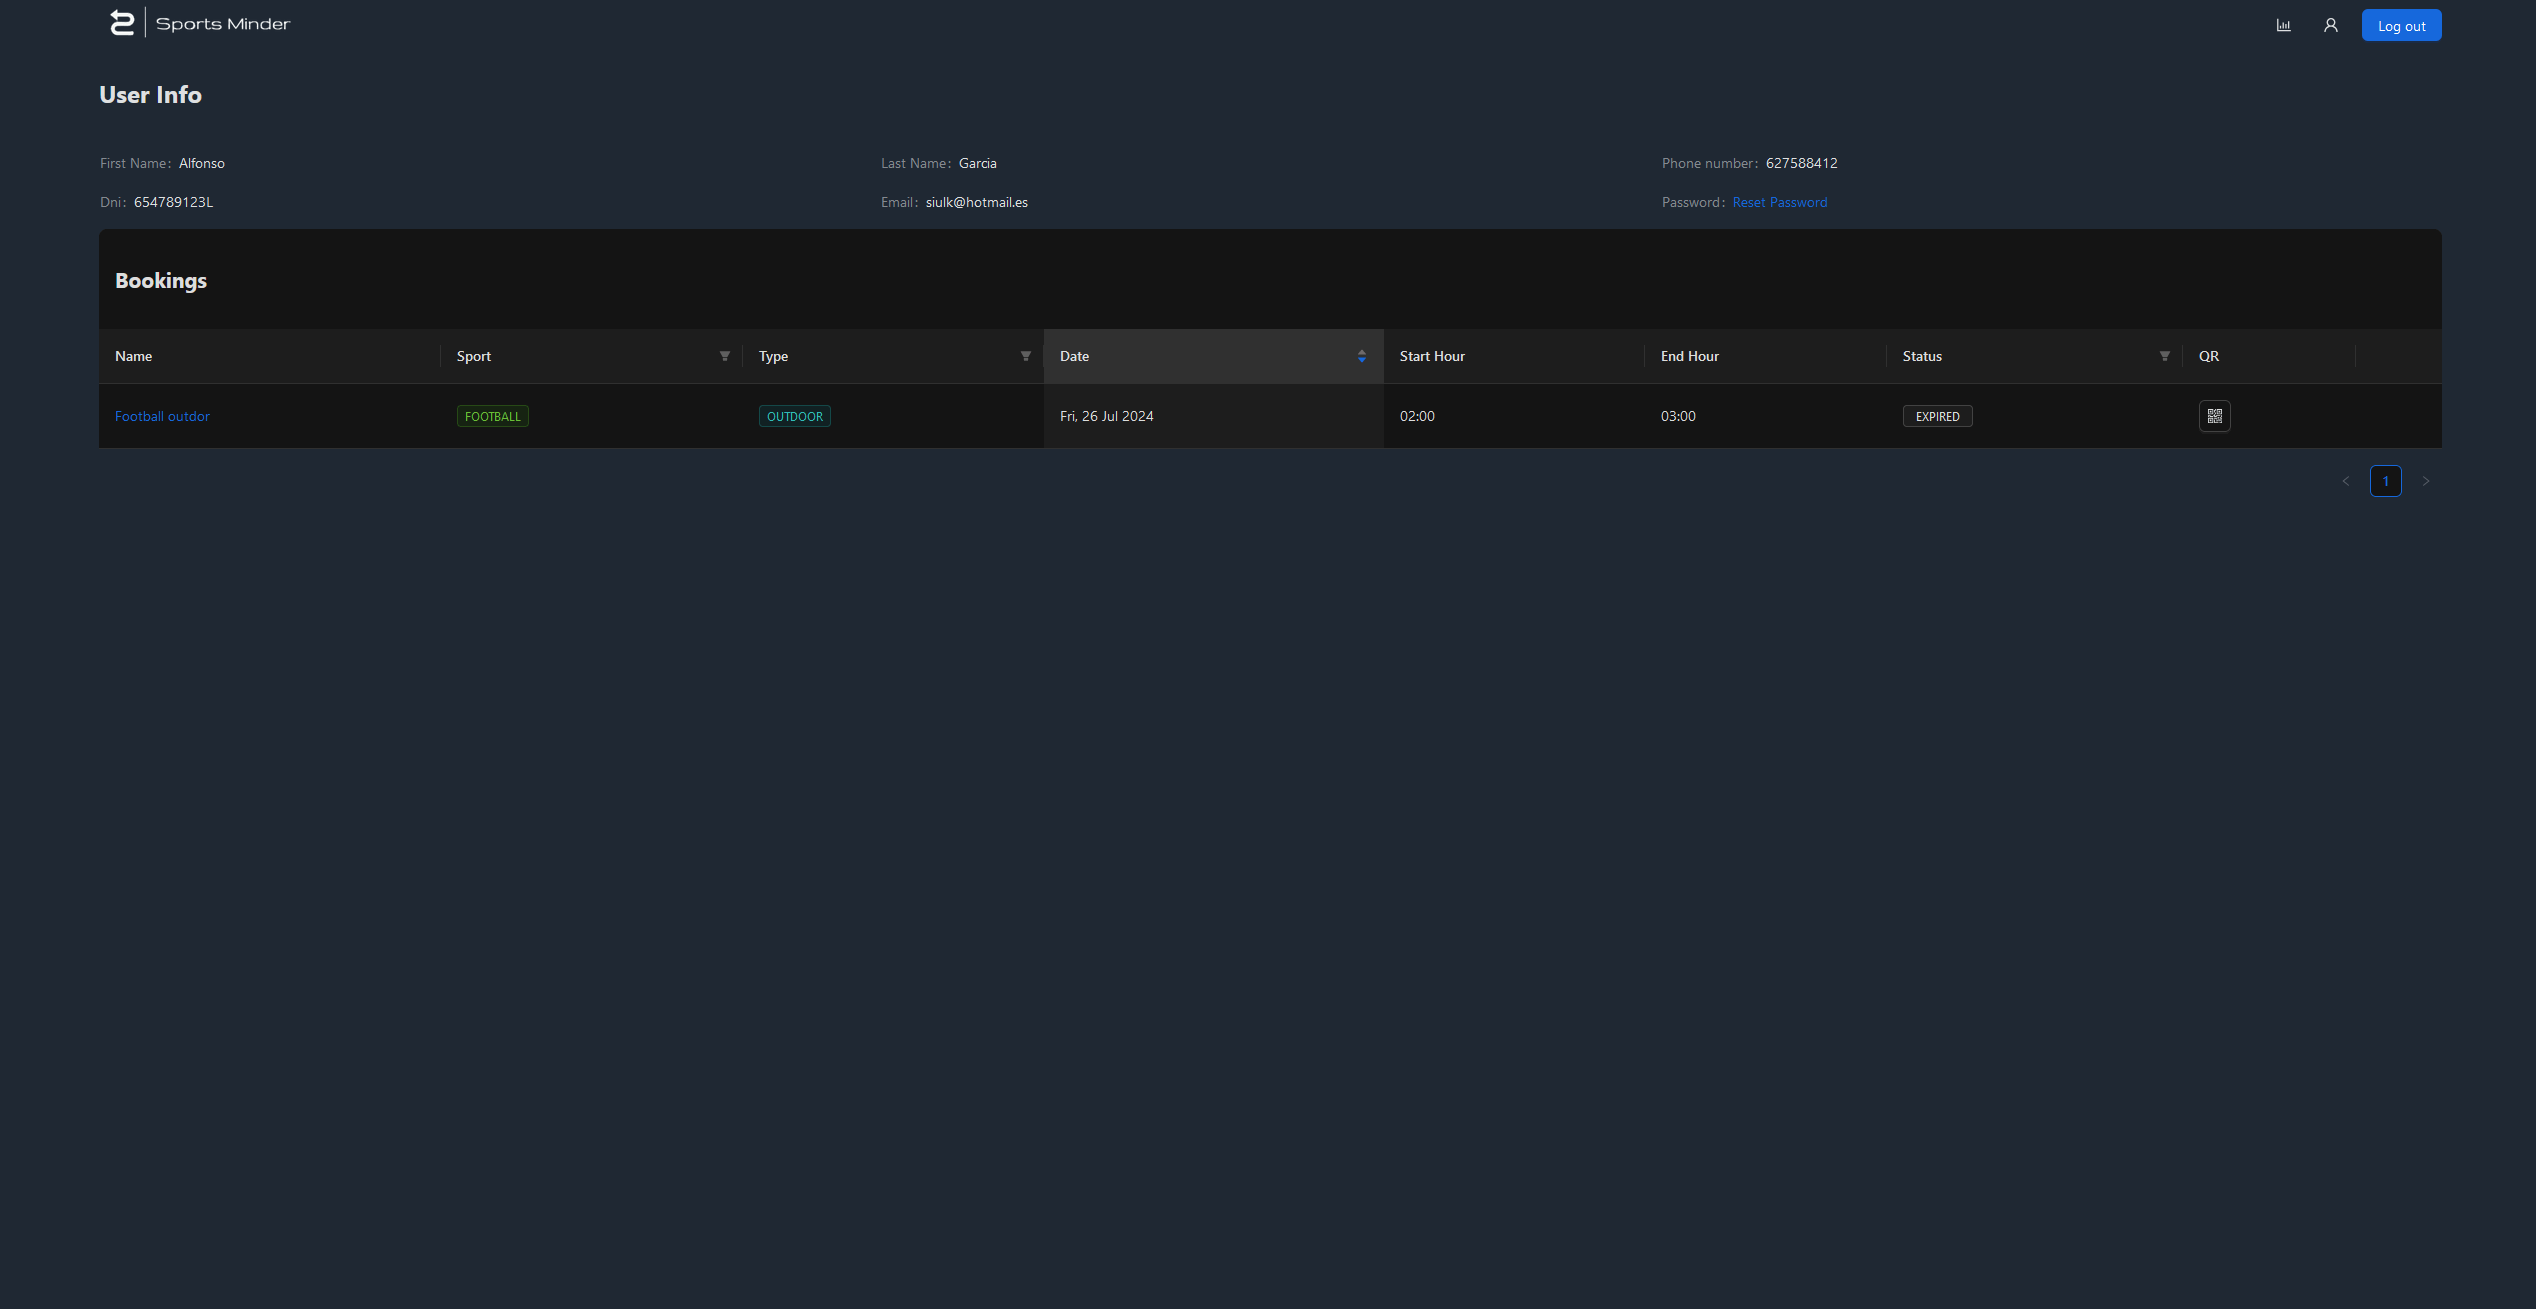 Sports Minder
Log out
User Info
First Name: Alfonso Last Name: Garcia Phone number: 627588412
Dni: 654789123L Email: siulk@hotmail.es Password: Reset Password
Bookings
Name Sport Type Date Start Hour End Hour Status QR
Football outdor FOOTBALL OUTDOOR Fri, 26 Jul 2024 02:00 03:00 EXPIRED
< 1 >